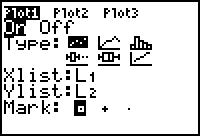 Plot1 Plot2 Plot3
On Off
Type:
Xlist:L₁
Ylist:L₂
Mark: ▫ + ·